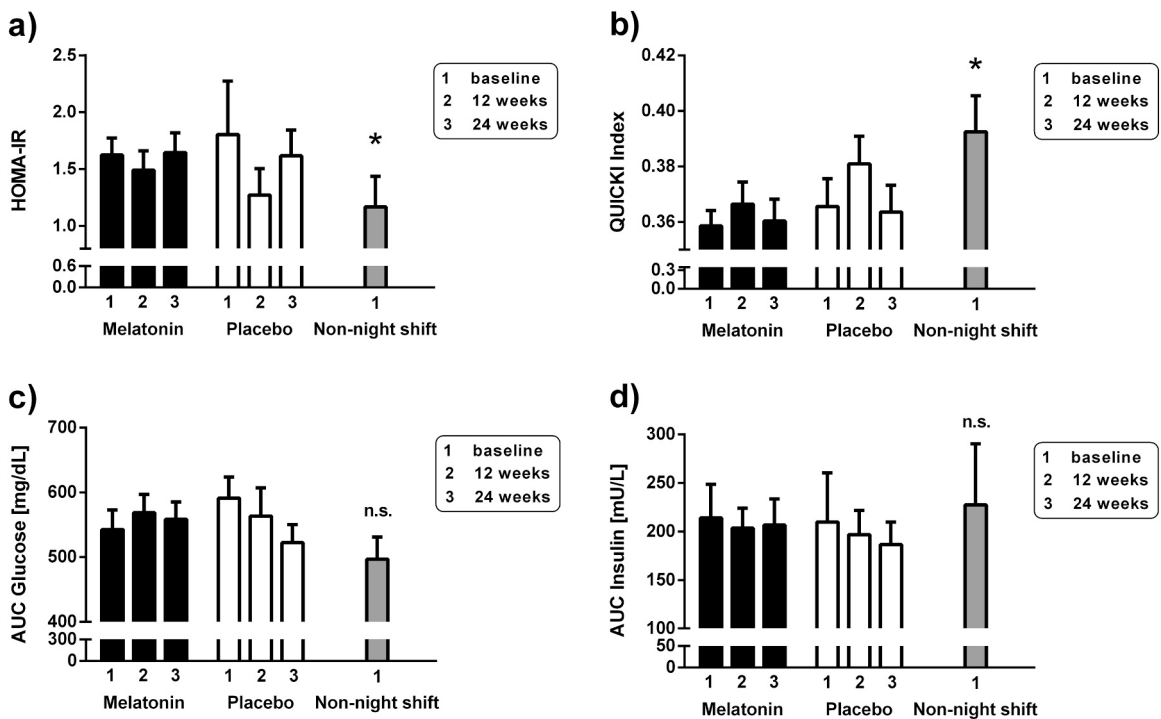 a)
HOMA-IR
2.5
2.0
1.5
1.0
0.6
0.0
1 baseline
2 12 weeks
3 24 weeks
*
1 2 3 1 2 3 1
Melatonin Placebo Non-night shift
b)
QUICKI Index
0.42
0.40
0.38
0.36
0.3
0.0
1 baseline
2 12 weeks
3 24 weeks
*
1 2 3 1 2 3 1
Melatonin Placebo Non-night shift
c)
AUC Glucose [mg/dL]
700
600
500
400
300
0
1 baseline
2 12 weeks
3 24 weeks
n.s.
1 2 3 1 2 3 1
Melatonin Placebo Non-night shift
d)
AUC Insulin [mU/L]
300
250
200
150
100
50
0
n.s.
1 baseline
2 12 weeks
3 24 weeks
1 2 3 1 2 3 1
Melatonin Placebo Non-night shift